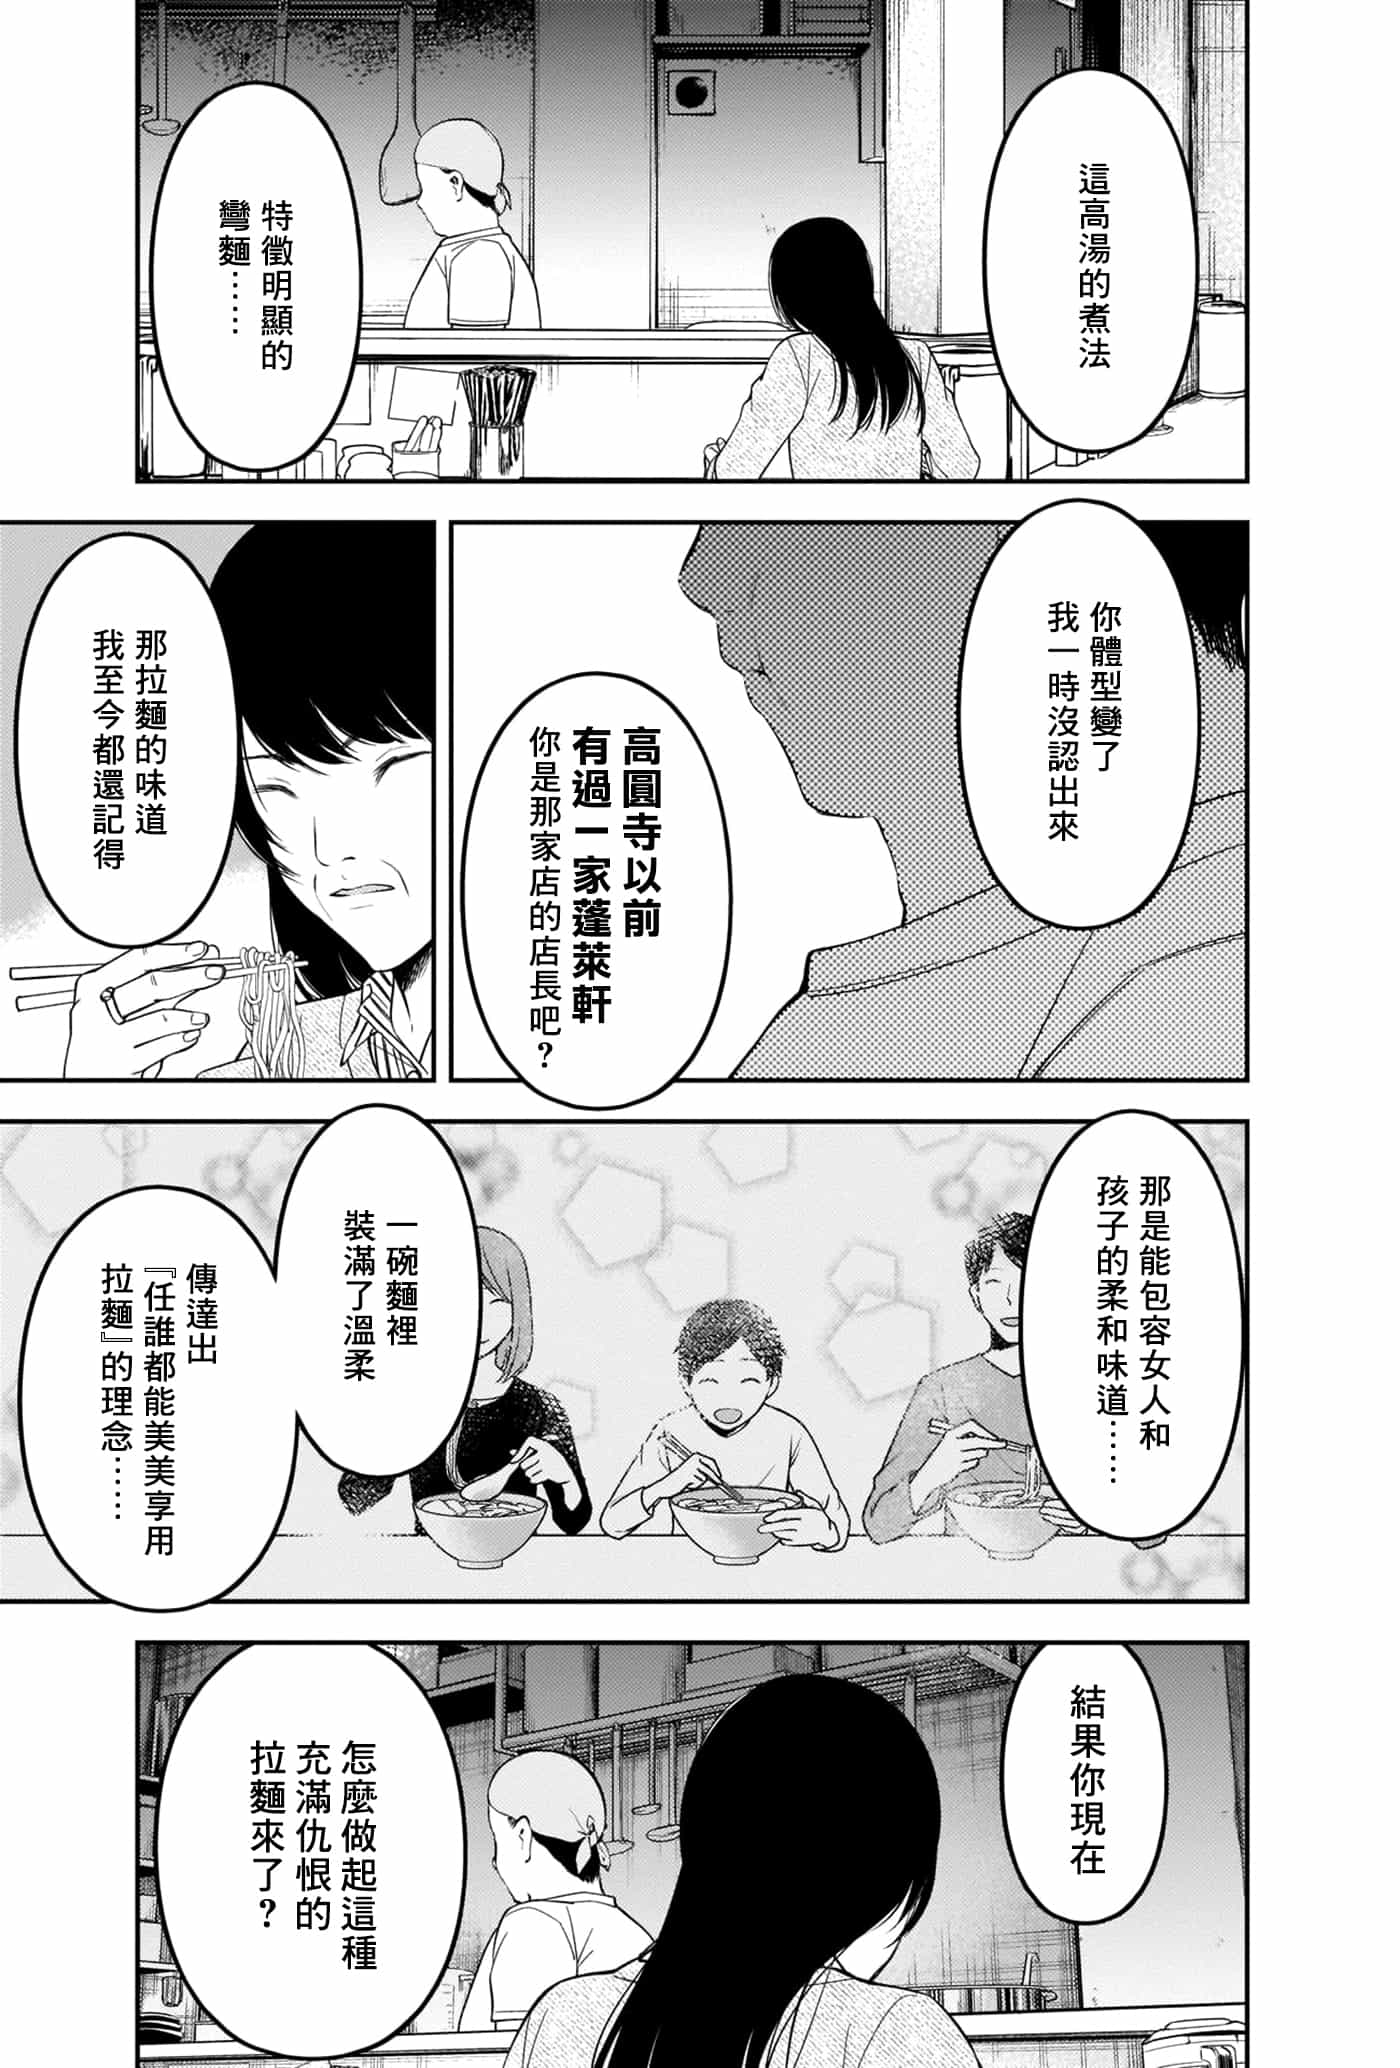 這高湯的煮法
特徵明顯的
彎麵……
你體型變了
我一時沒認出來
高圓寺以前
有過一家蓬萊軒
你是那家店的店長吧？
那拉麵的味道
我至今都還記得
那是能包容女人和
孩子的柔和味道……
一碗麵裡
裝滿了溫柔
傳達出
『任誰都能美美享用
拉麵』的理念……
結果你現在
怎麼做起這種
充滿仇恨的
拉麵來了？